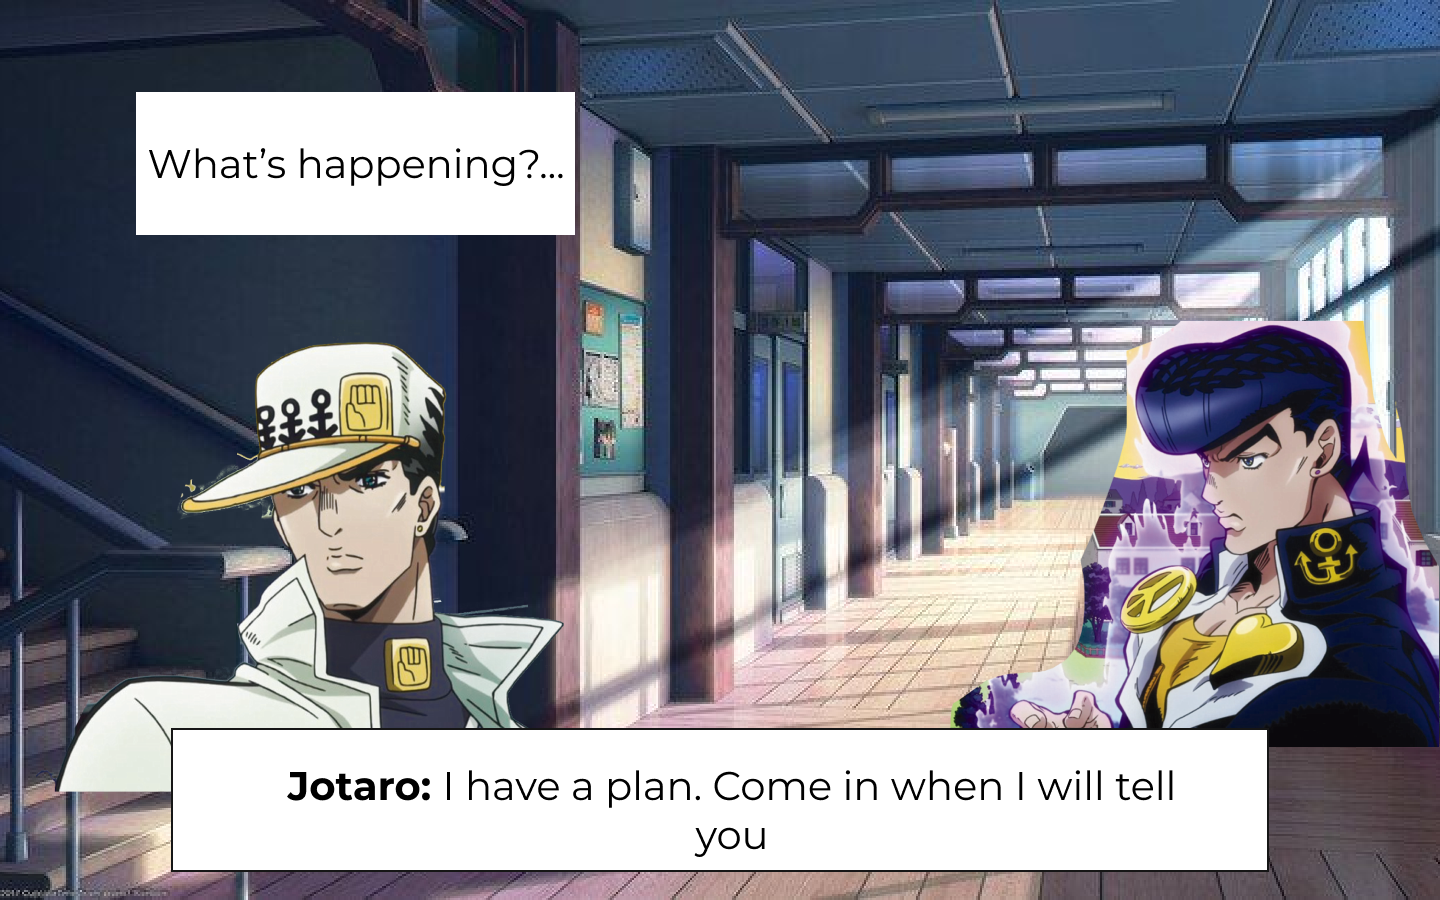 What’s happening?...
Jotaro: I have a plan. Come in when I will tell
you